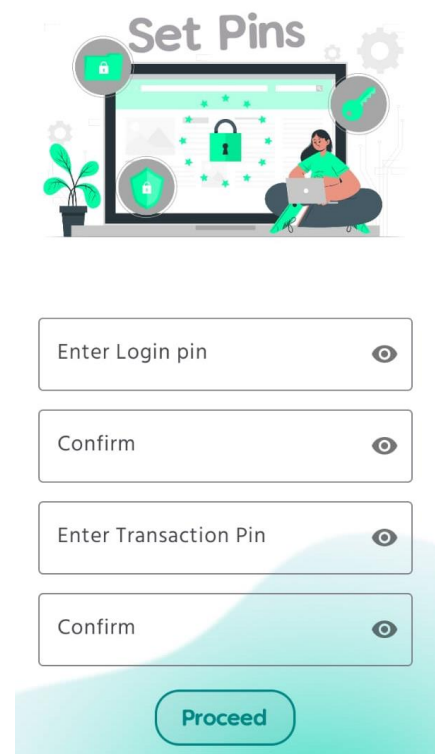 Set Pins
Enter Login pin
Confirm
Enter Transaction Pin
Confirm
Proceed